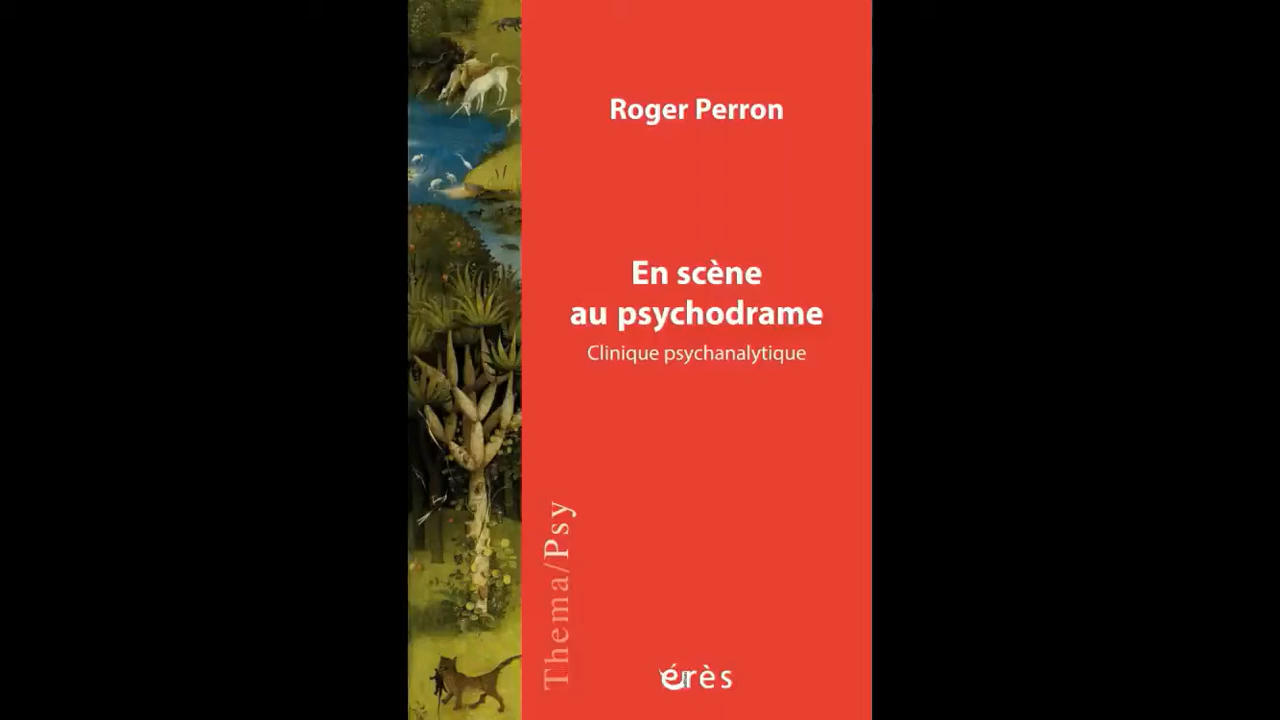 Roger Perron
En scène
au psychodrame
Clinique psychanalytique
Thema/Psy
érès